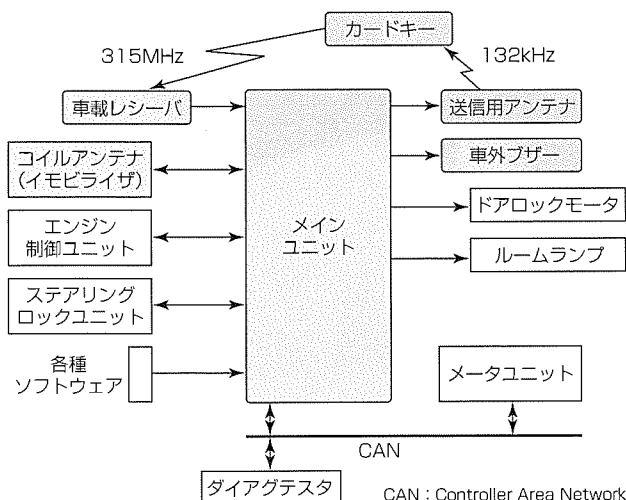 カードキー
315MHz
132kHz
車載レシーバ
送信用アンテナ
コイルアンテナ
(イモビライザ)
車外ブザー
エンジン
制御ユニット
メイン
ユニット
ドアロックモータ
ルームランプ
ステアリング
ロックユニット
各種
ソフトウェア
メータユニット
CAN
ダイアグテスタ
CAN : Controller Area Network